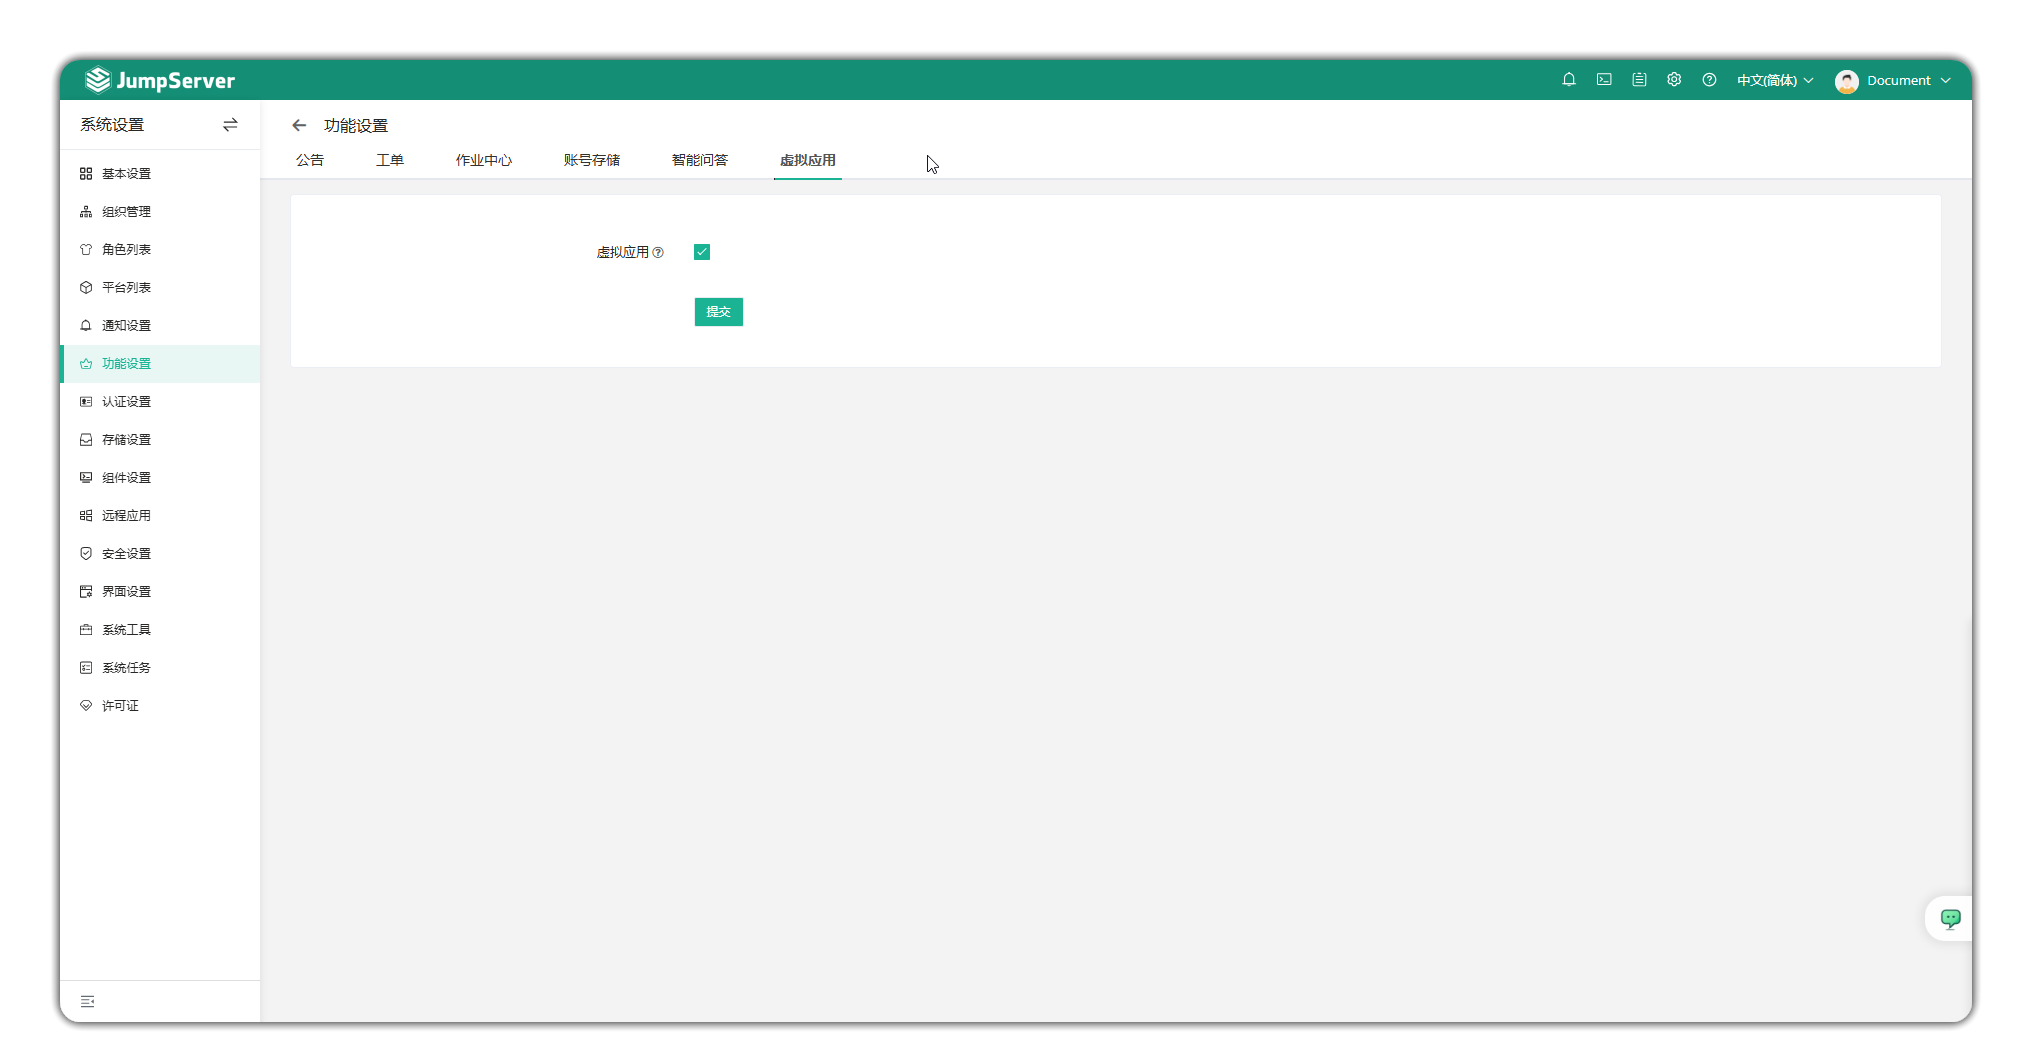 JumpServer
中文(简体)
Document
系统设置
基本设置
组织管理
角色列表
平台列表
通知设置
功能设置
认证设置
存储设置
组件设置
远程应用
安全设置
界面设置
系统工具
系统任务
许可证
功能设置
公告 工单 作业中心 账号存储 智能问答 虚拟应用
虚拟应用
提交